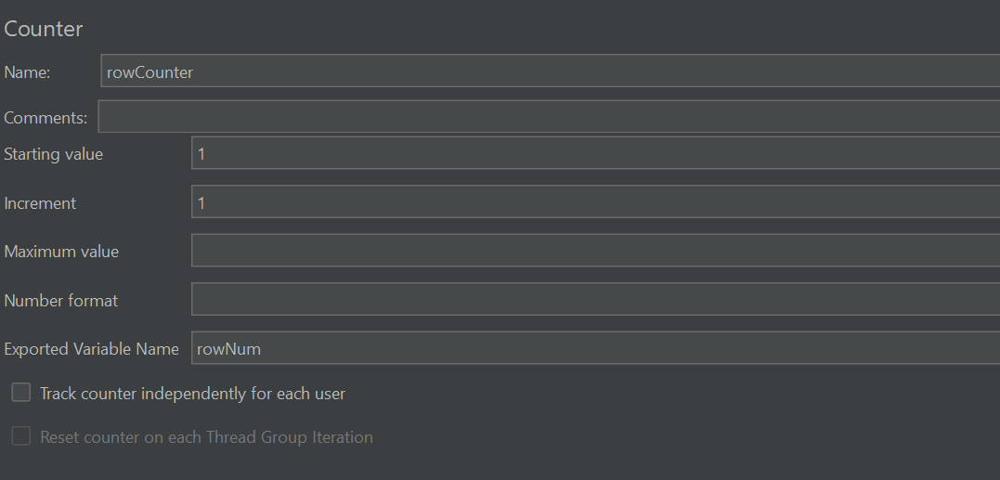 Counter
Name: rowCounter
Comments:
Starting value 1
Increment 1
Maximum value
Number format
Exported Variable Name rowNum
Track counter independently for each user
Reset counter on each Thread Group Iteration